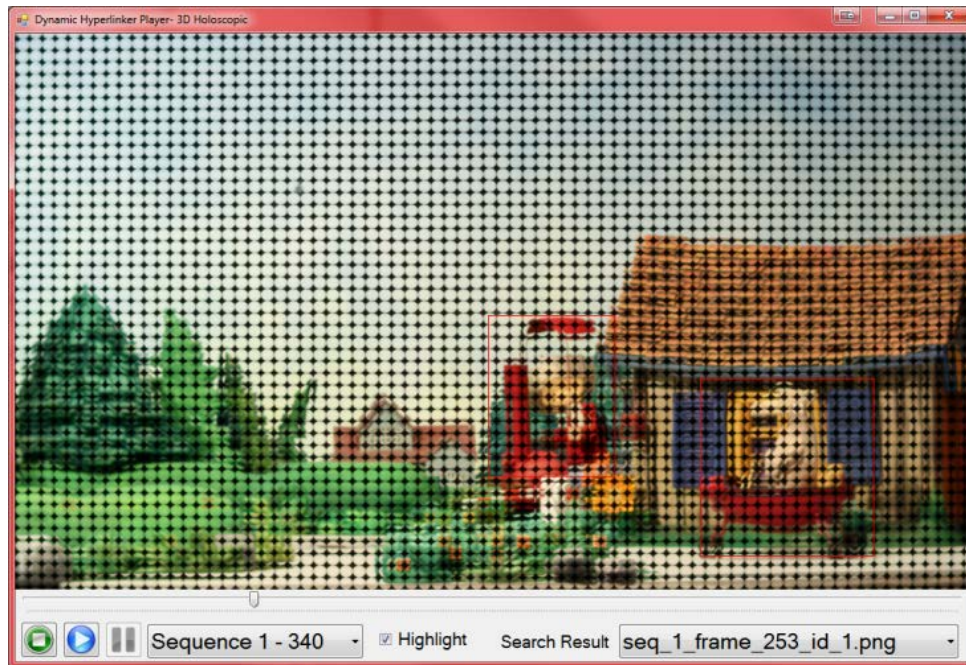 Dynamic Hyperlinker Player- 3D Holoscopic
Sequence 1 - 340
Highlight
Search Result
seq_1_frame_253_id_1.png